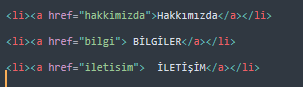 <li><a href="hakkimizda">Hakkımızda</a></li>
<li><a href="bilgi"> BİLGİLER</a></li>
<li><a href="iletisim">  İLETİŞİM</a></li>